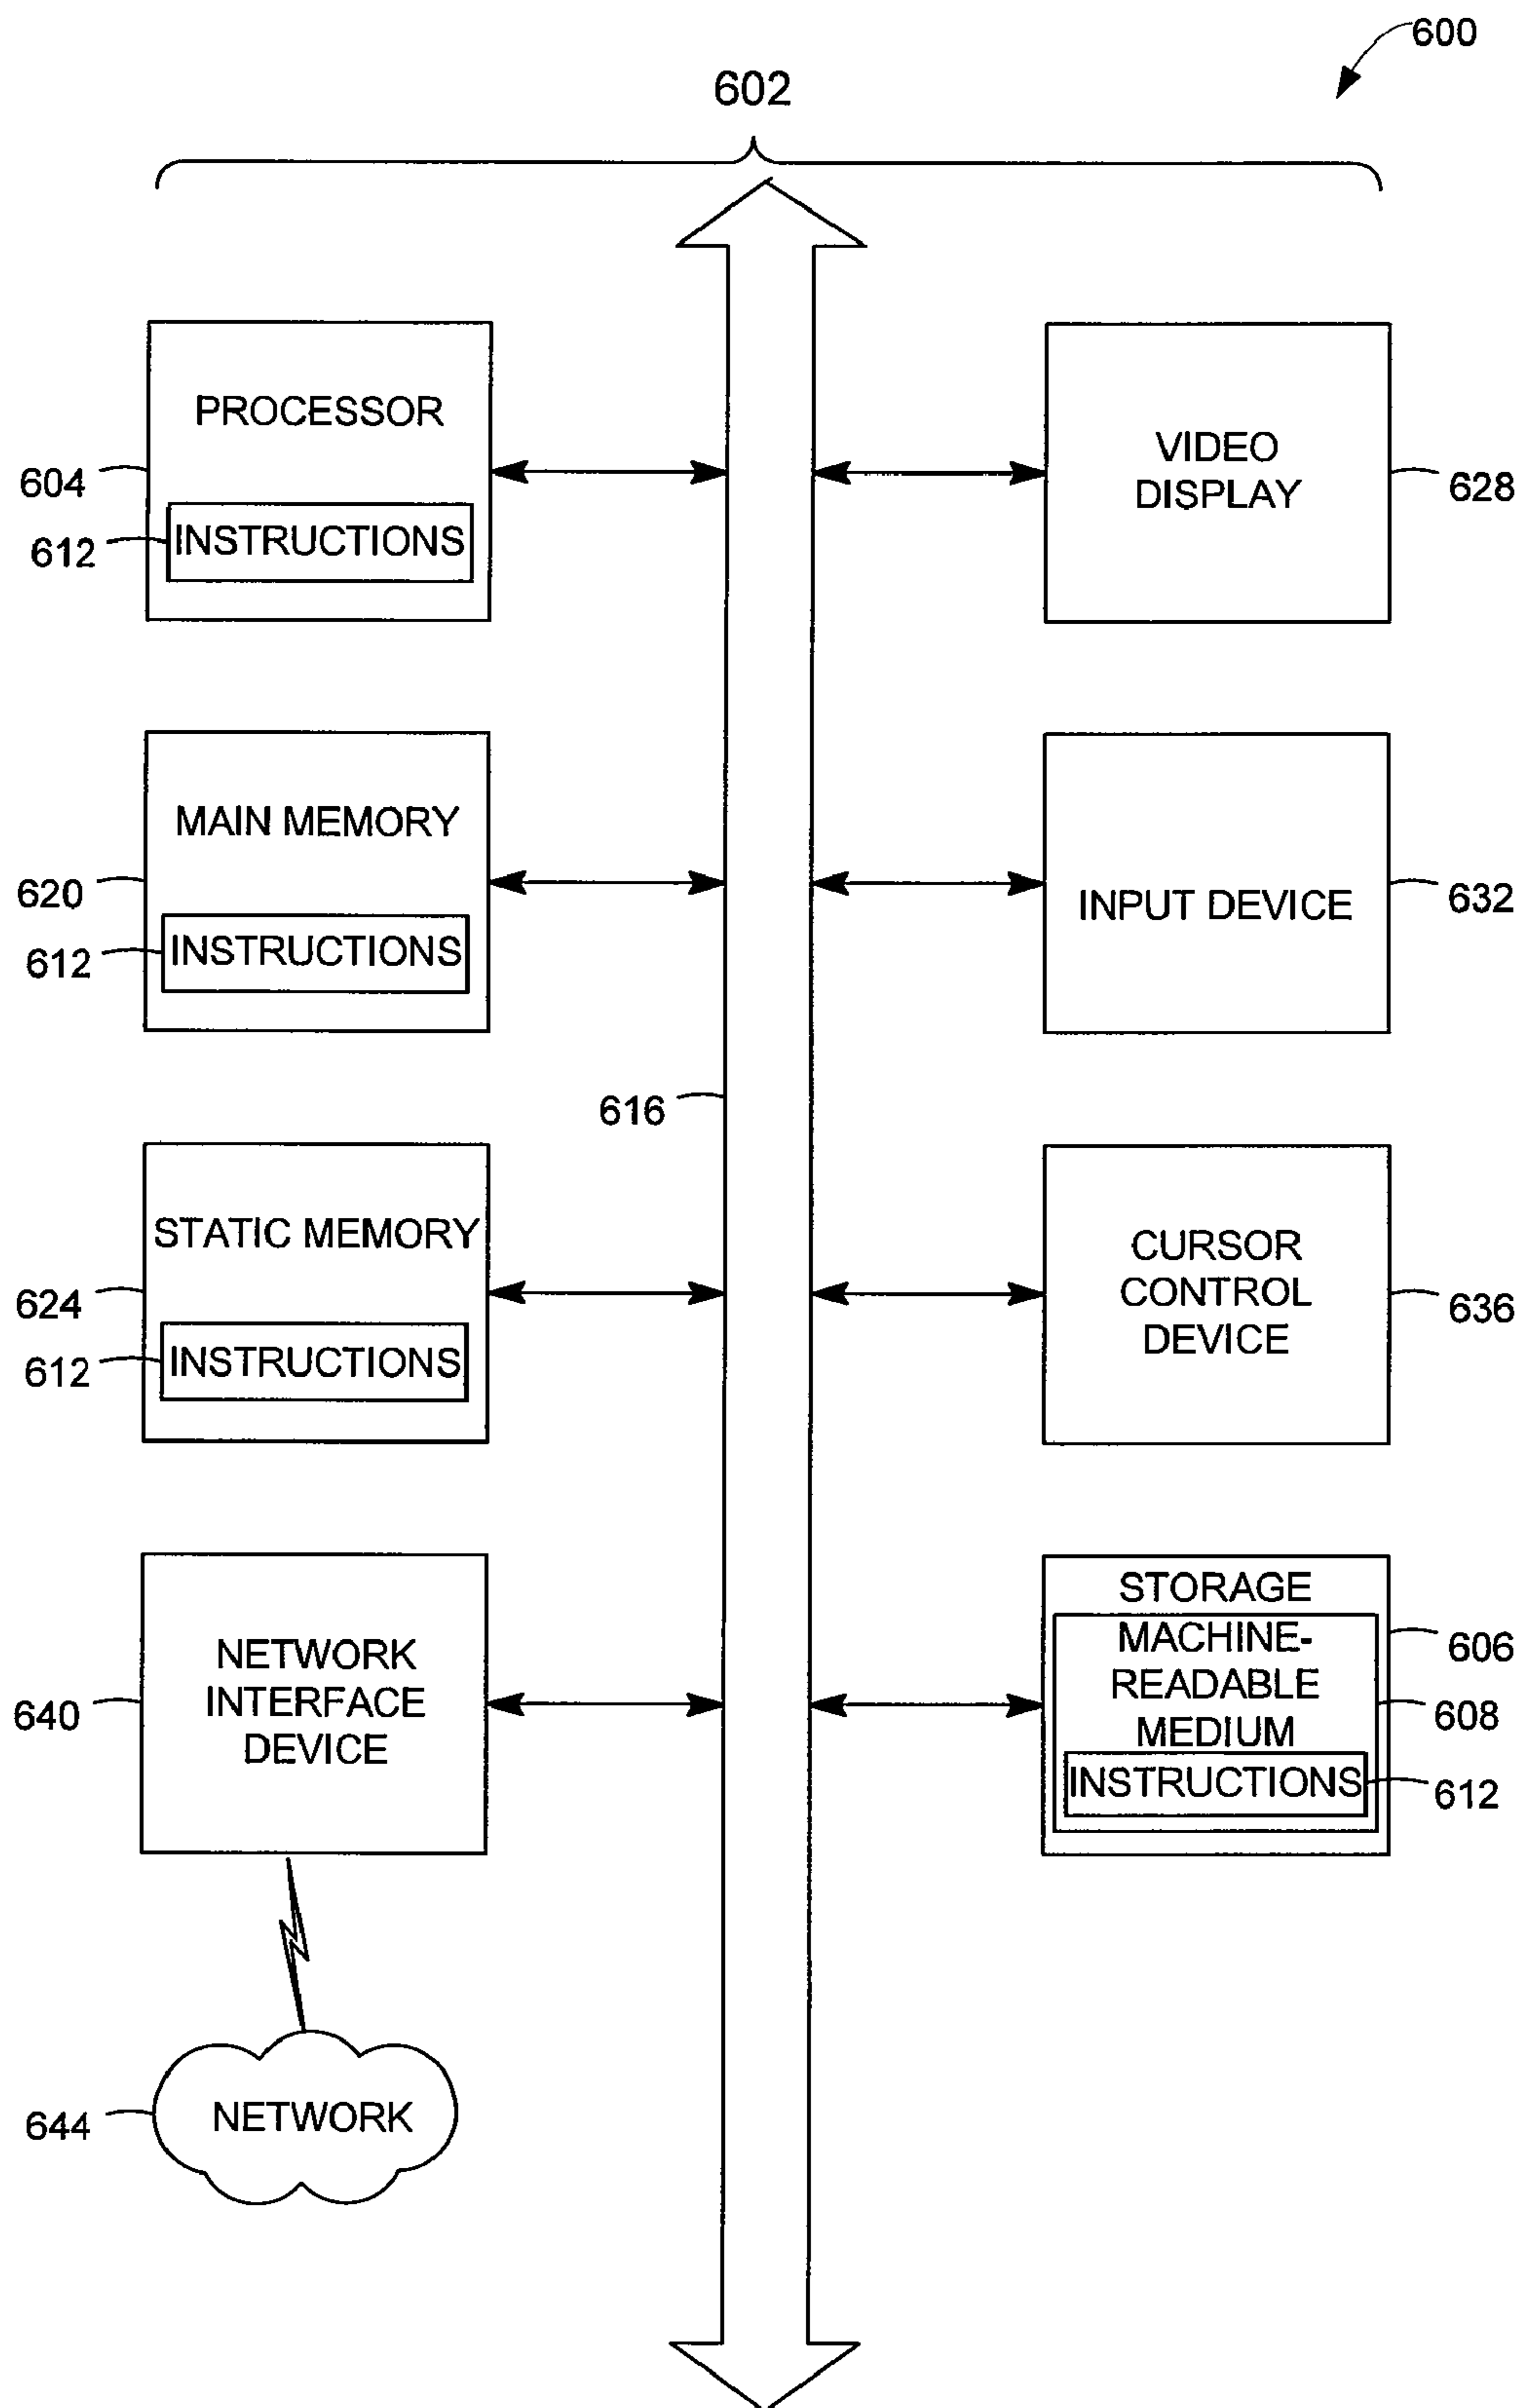 600
602
PROCESSOR
604
612
INSTRUCTIONS
VIDEO
DISPLAY
628
MAIN MEMORY
620
612
INSTRUCTIONS
INPUT DEVICE
632
616
STATIC MEMORY
624
612
INSTRUCTIONS
CURSOR
CONTROL
DEVICE
636
NETWORK
INTERFACE
DEVICE
640
STORAGE
606
MACHINE-
READABLE
MEDIUM
608
INSTRUCTIONS
612
644
NETWORK